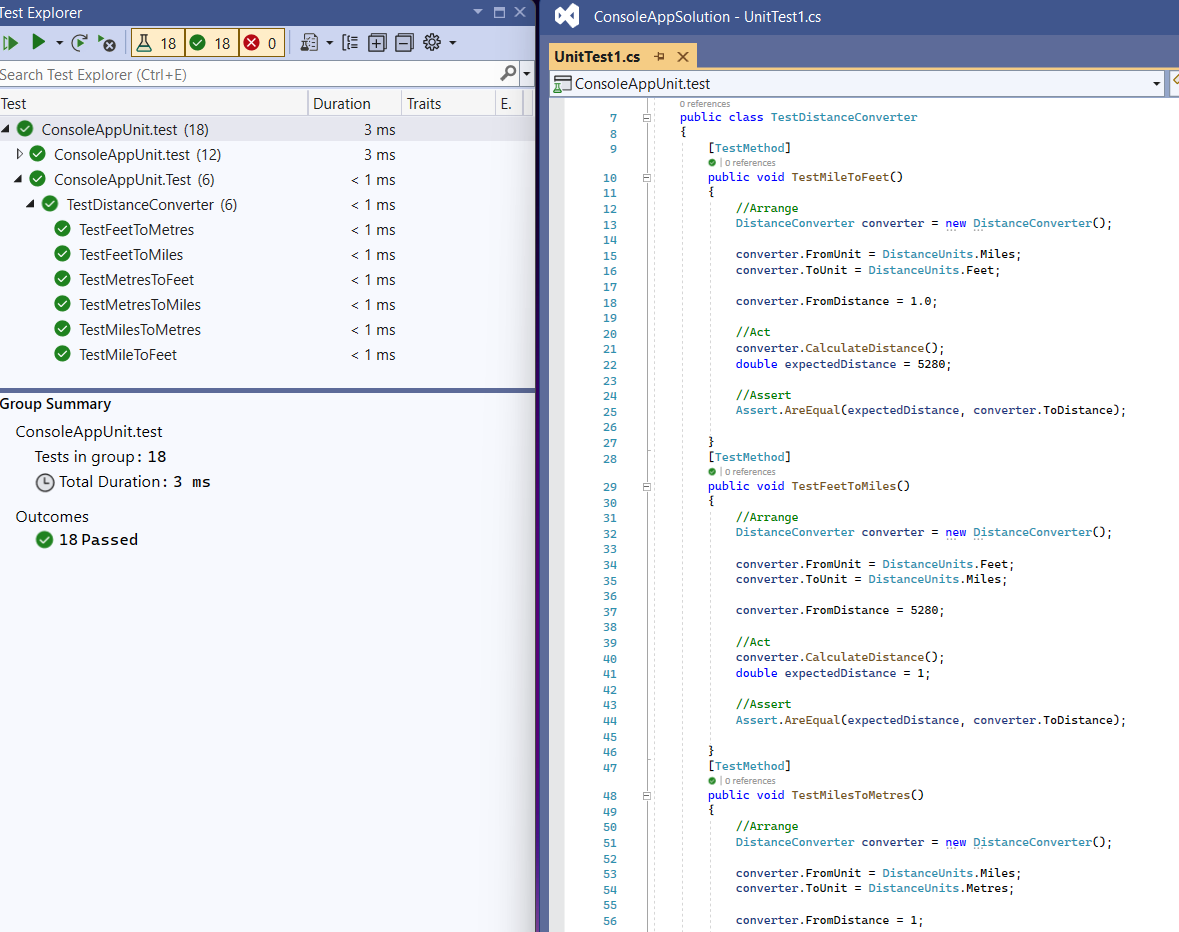 Test Explorer
18 18 0
Search Test Explorer (Ctrl+E)
Test Duration Traits E.
ConsoleAppUnit.test (18) 3 ms
ConsoleAppUnit.test (12) 3 ms
ConsoleAppUnit.Test (6) < 1 ms
TestDistanceConverter (6) < 1 ms
TestFeetToMetres < 1 ms
TestFeetToMiles < 1 ms
TestMetresToFeet < 1 ms
TestMetresToMiles < 1 ms
TestMilesToMetres < 1 ms
TestMileToFeet < 1 ms
Group Summary
ConsoleAppUnit.test
Tests in group: 18
Total Duration: 3 ms
Outcomes
18 Passed
ConsoleAppSolution - UnitTest1.cs
UnitTest1.cs
ConsoleAppUnit.test
0 references
7 public class TestDistanceConverter
8 {
9 [TestMethod]
| 0 references
10 public void TestMileToFeet()
11 {
12 //Arrange
13 DistanceConverter converter = new DistanceConverter();
14
15 converter.FromUnit = DistanceUnits.Miles;
16 converter.ToUnit = DistanceUnits.Feet;
17
18 converter.FromDistance = 1.0;
19
20 //Act
21 converter.CalculateDistance();
22 double expectedDistance = 5280;
23
24 //Assert
25 Assert.AreEqual(expectedDistance, converter.ToDistance);
26
27 }
28 [TestMethod]
| 0 references
29 public void TestFeetToMiles()
30 {
31 //Arrange
32 DistanceConverter converter = new DistanceConverter();
33
34 converter.FromUnit = DistanceUnits.Feet;
35 converter.ToUnit = DistanceUnits.Miles;
36
37 converter.FromDistance = 5280;
38
39 //Act
40 converter.CalculateDistance();
41 double expectedDistance = 1;
42
43 //Assert
44 Assert.AreEqual(expectedDistance, converter.ToDistance);
45
46 }
47 [TestMethod]
| 0 references
48 public void TestMilesToMetres()
49 {
50 //Arrange
51 DistanceConverter converter = new DistanceConverter();
52
53 converter.FromUnit = DistanceUnits.Miles;
54 converter.ToUnit = DistanceUnits.Metres;
55
56 converter.FromDistance = 1;